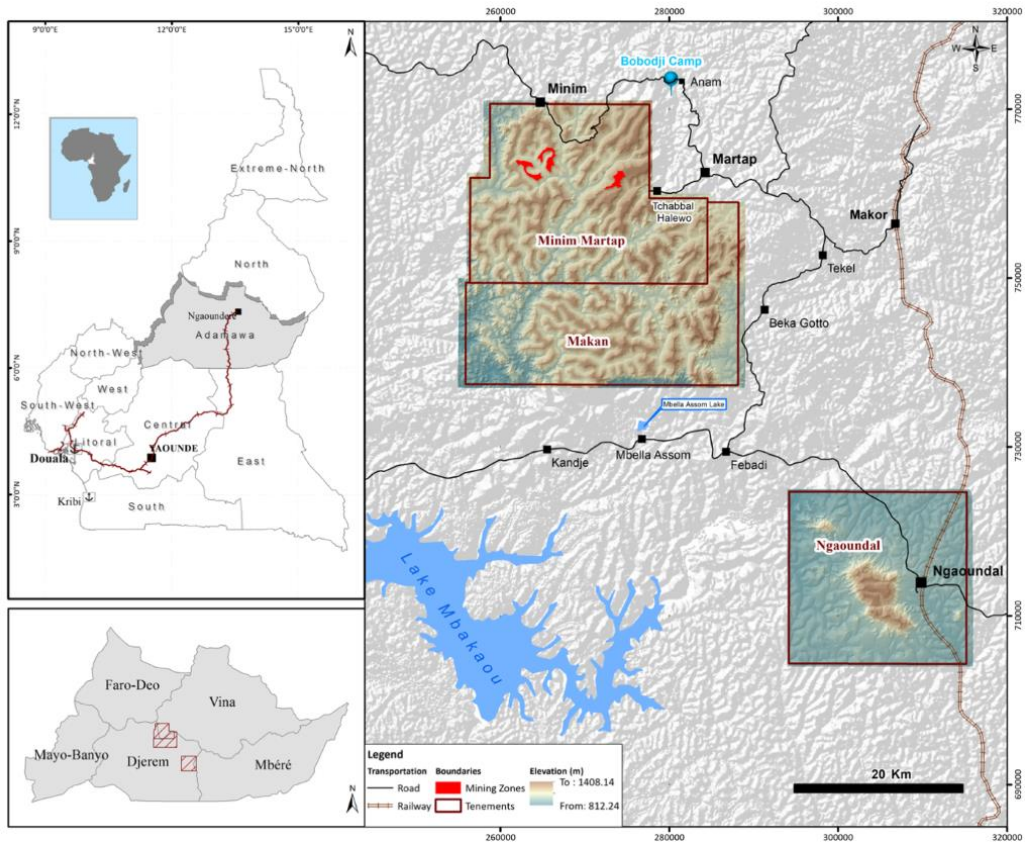 9°0'0"E
12°0'0"E
15°0'0"E
N
12°0'0"N
9°0'0"N
6°0'0"N
3°0'0"N
Extreme-North
North
Ngaoundere
Adamawa
North-West
West
South-West
Central
Litoral
YAOUNDE
Douala
East
Kribi
South
Faro-Deo
Vina
Mayo-Banyo
Djerem
Mbéré
N
260000
280000
300000
320000
N
W
E
S
Bobodji Camp
Anam
Minim
770000
Martap
Tchabbal
Halewo
Makor
Minim Martap
Tekel
750000
Beka Gotto
Makan
Mbella Assom Lake
730000
Kandje
Mbella Assom
Febadi
Ngaoundal
Ngaoundal
Lake Mbakaou
710000
690000
Legend
Transportation
Road
Railway
Boundaries
Mining Zones
Tenements
Elevation (m)
To : 1408.14
From: 812.24
20 Km
260000
280000
300000
320000